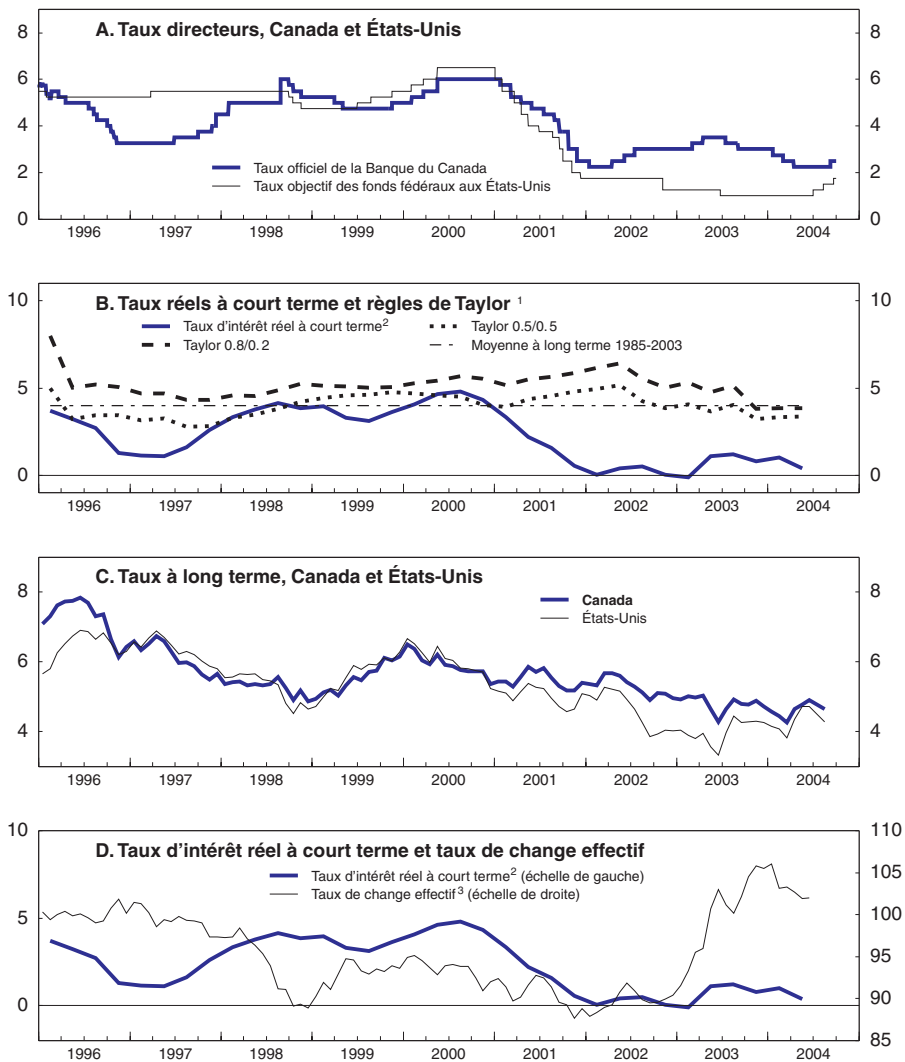 A. Taux directeurs, Canada et États-Unis
8 8
6 6
4 4
2 2
0 0
Taux officiel de la Banque du Canada
Taux objectif des fonds fédéraux aux États-Unis
1996 1997 1998 1999 2000 2001 2002 2003 2004
B. Taux réels à court terme et règles de Taylor 1
10 10
5 5
0 0
Taux d'intérêt réel à court terme2 Taylor 0.5/0.5
Taylor 0.8/0.2 Moyenne à long terme 1985-2003
1996 1997 1998 1999 2000 2001 2002 2003 2004
C. Taux à long terme, Canada et États-Unis
8 8
6 6
4 4
Canada
États-Unis
1996 1997 1998 1999 2000 2001 2002 2003 2004
10 110
D. Taux d'intérêt réel à court terme et taux de change effectif
Taux d'intérêt réel à court terme2 (échelle de gauche)
105
Taux de change effectif3 (échelle de droite)
5 100
95
0 90
85
1996 1997 1998 1999 2000 2001 2002 2003 2004